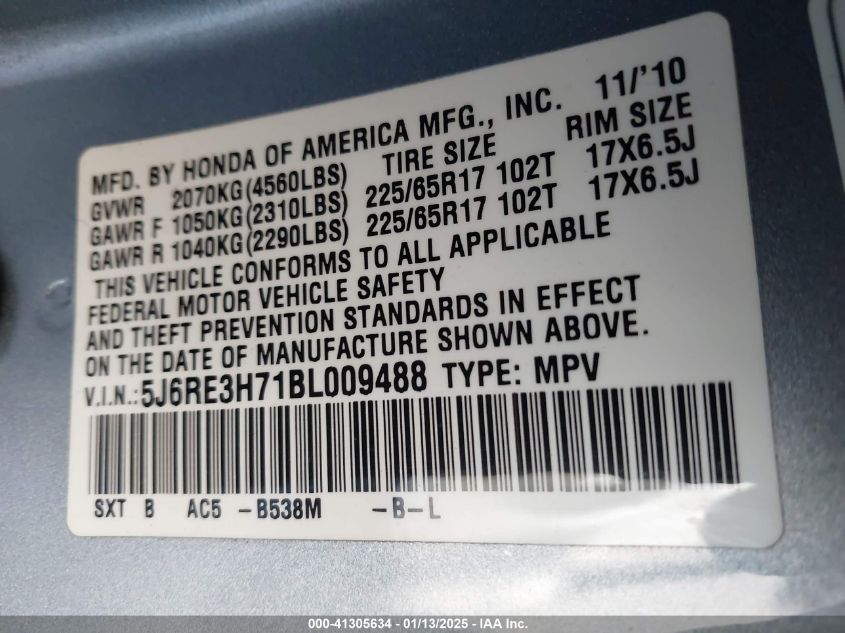 MFD. BY HONDA OF AMERICA MFG., INC. 11/'10
GVWR 2070KG(4560LBS) TIRE SIZE RIM SIZE
GAWR F 1050KG(2310LBS) 225/65R17 102T 17X6.5J
GAWR R 1040KG(2290LBS) 225/65R17 102T 17X6.5J
THIS VEHICLE CONFORMS TO ALL APPLICABLE
FEDERAL MOTOR VEHICLE SAFETY
AND THEFT PREVENTION STANDARDS IN EFFECT
ON THE DATE OF MANUFACTURE SHOWN ABOVE.
V.I.N.:5J6RE3H71BL009488 TYPE: MPV
SXT B AC5 -B538M -B-L
000-41305634 - 01/13/2025 - IAA Inc.